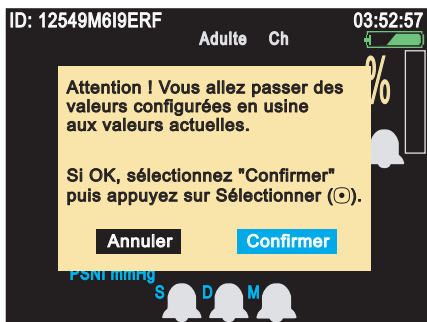 ID: 12549M6I9ERF 03:52:57
Adulte Ch
%
Attention ! Vous allez passer des
valeurs configurées en usine
aux valeurs actuelles.
Si OK, sélectionnez "Confirmer"
puis appuyez sur Sélectionner (⊙).
Annuler Confirmer
PSNI mmHg
S D M